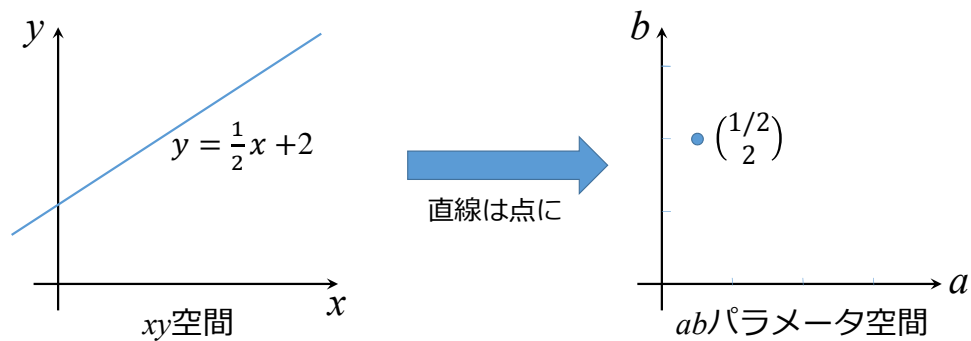 y
y = 1/2 x +2
x
xy空間
直線は点に
b
(1/2
2)
a
abパラメータ空間